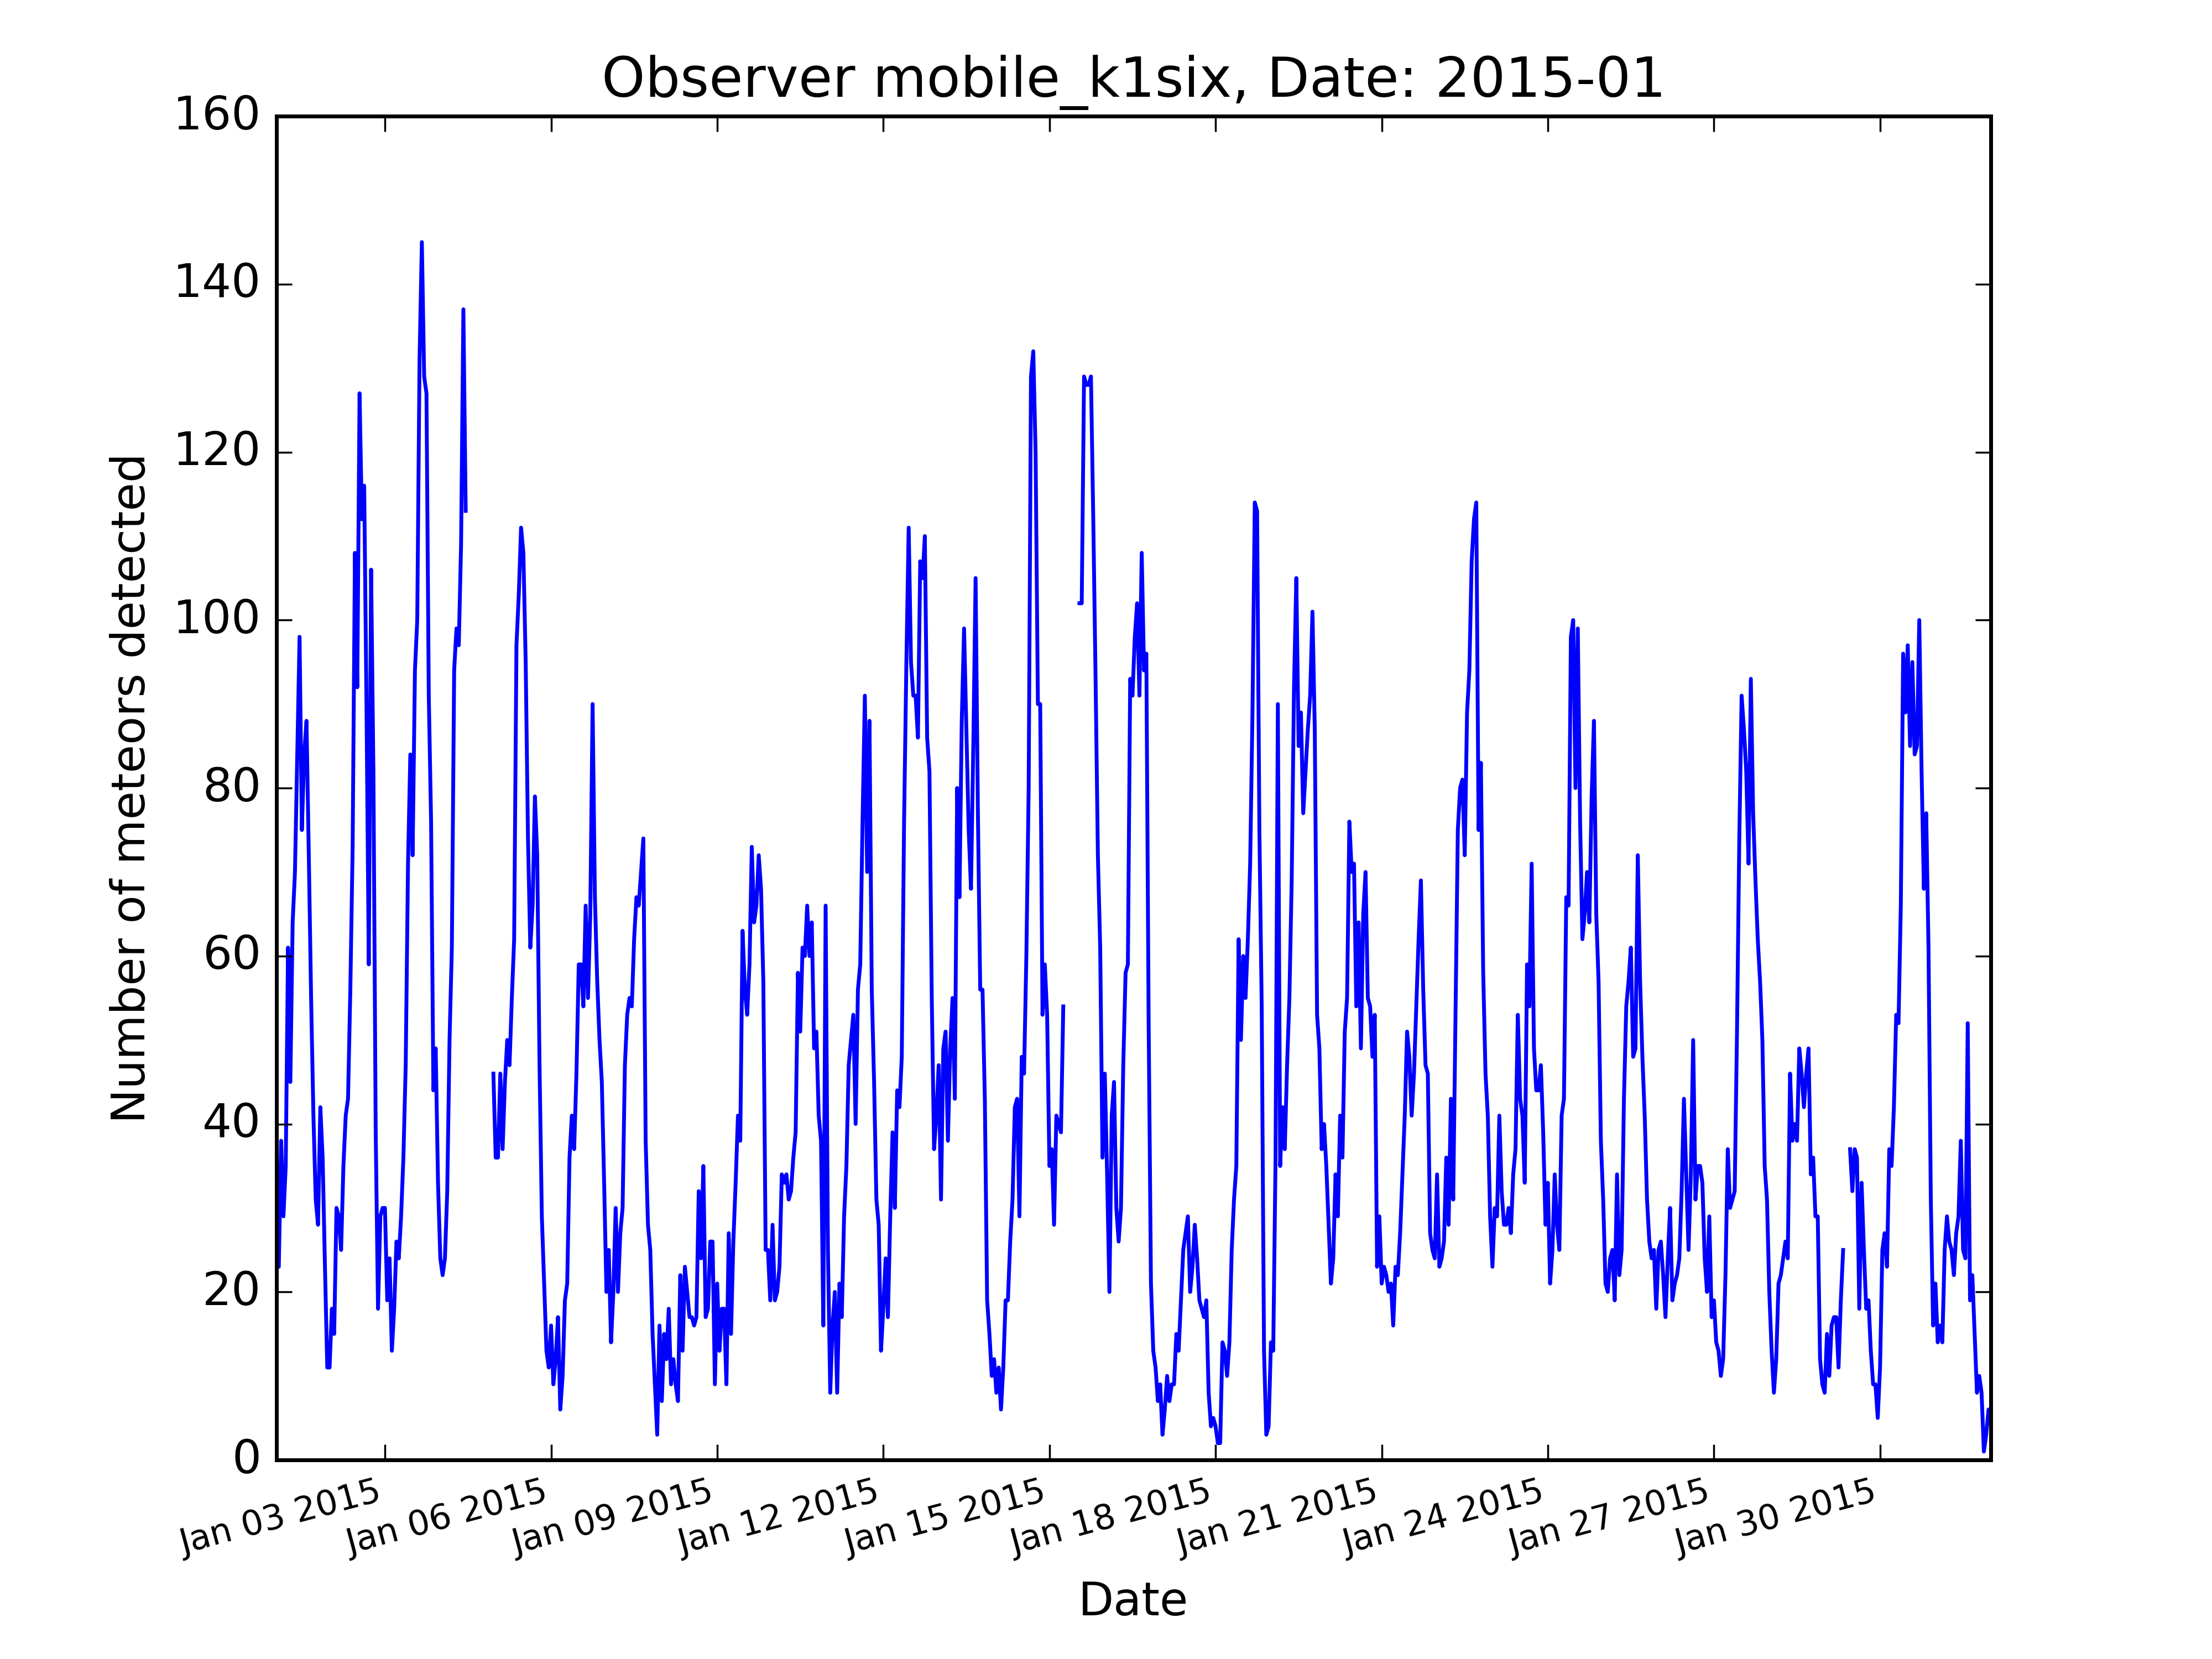 Observer mobile_k1six, Date: 2015-01
160
140
120
100
80
60
40
20
0
Number of meteors detected
Jan 03 2015
Jan 06 2015
Jan 09 2015
Jan 12 2015
Jan 15 2015
Jan 18 2015
Jan 21 2015
Jan 24 2015
Jan 27 2015
Jan 30 2015
Date